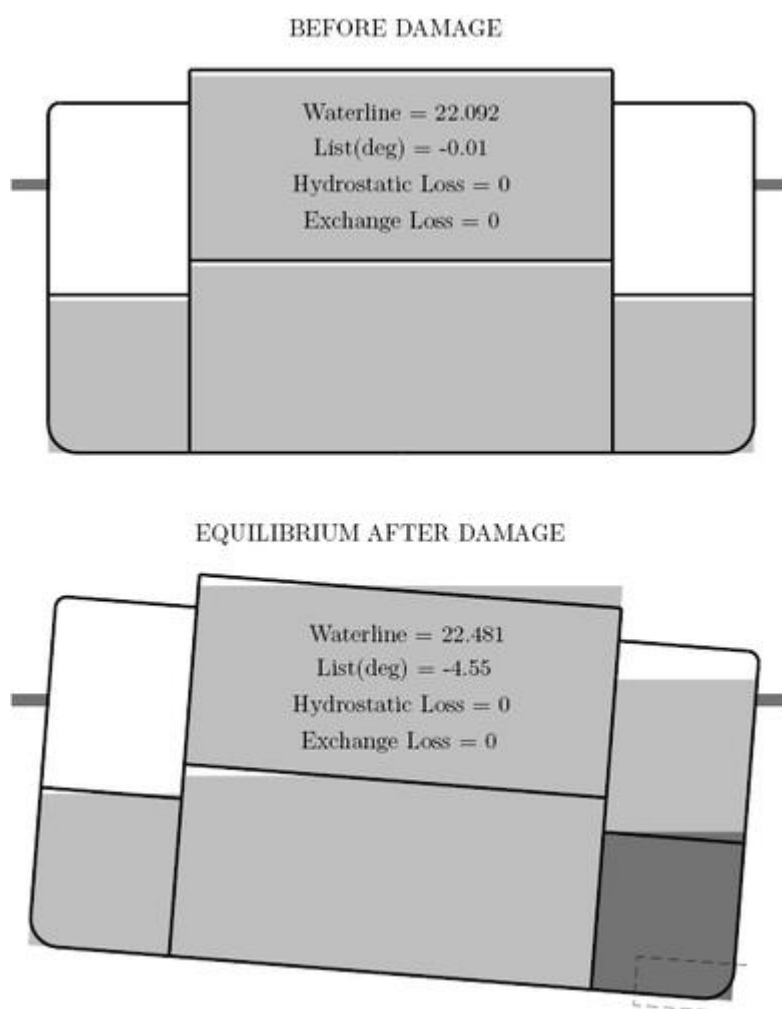 BEFORE DAMAGE
Waterline = 22.092
List(deg) = -0.01
Hydrostatic Loss = 0
Exchange Loss = 0
EQUILIBRIUM AFTER DAMAGE
Waterline = 22.481
List(deg) = -4.55
Hydrostatic Loss = 0
Exchange Loss = 0